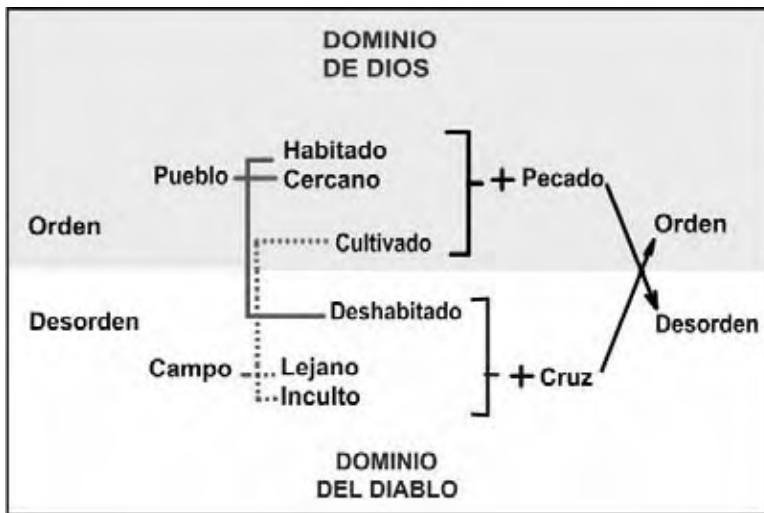 DOMINIO
DE DIOS
Habitado
Pueblo
Cercano
+ Pecado
Orden
Orden
Cultivado
Desorden
Deshabitado
Desorden
Campo
Lejano
+ Cruz
Inculto
DOMINIO
DEL DIABLO